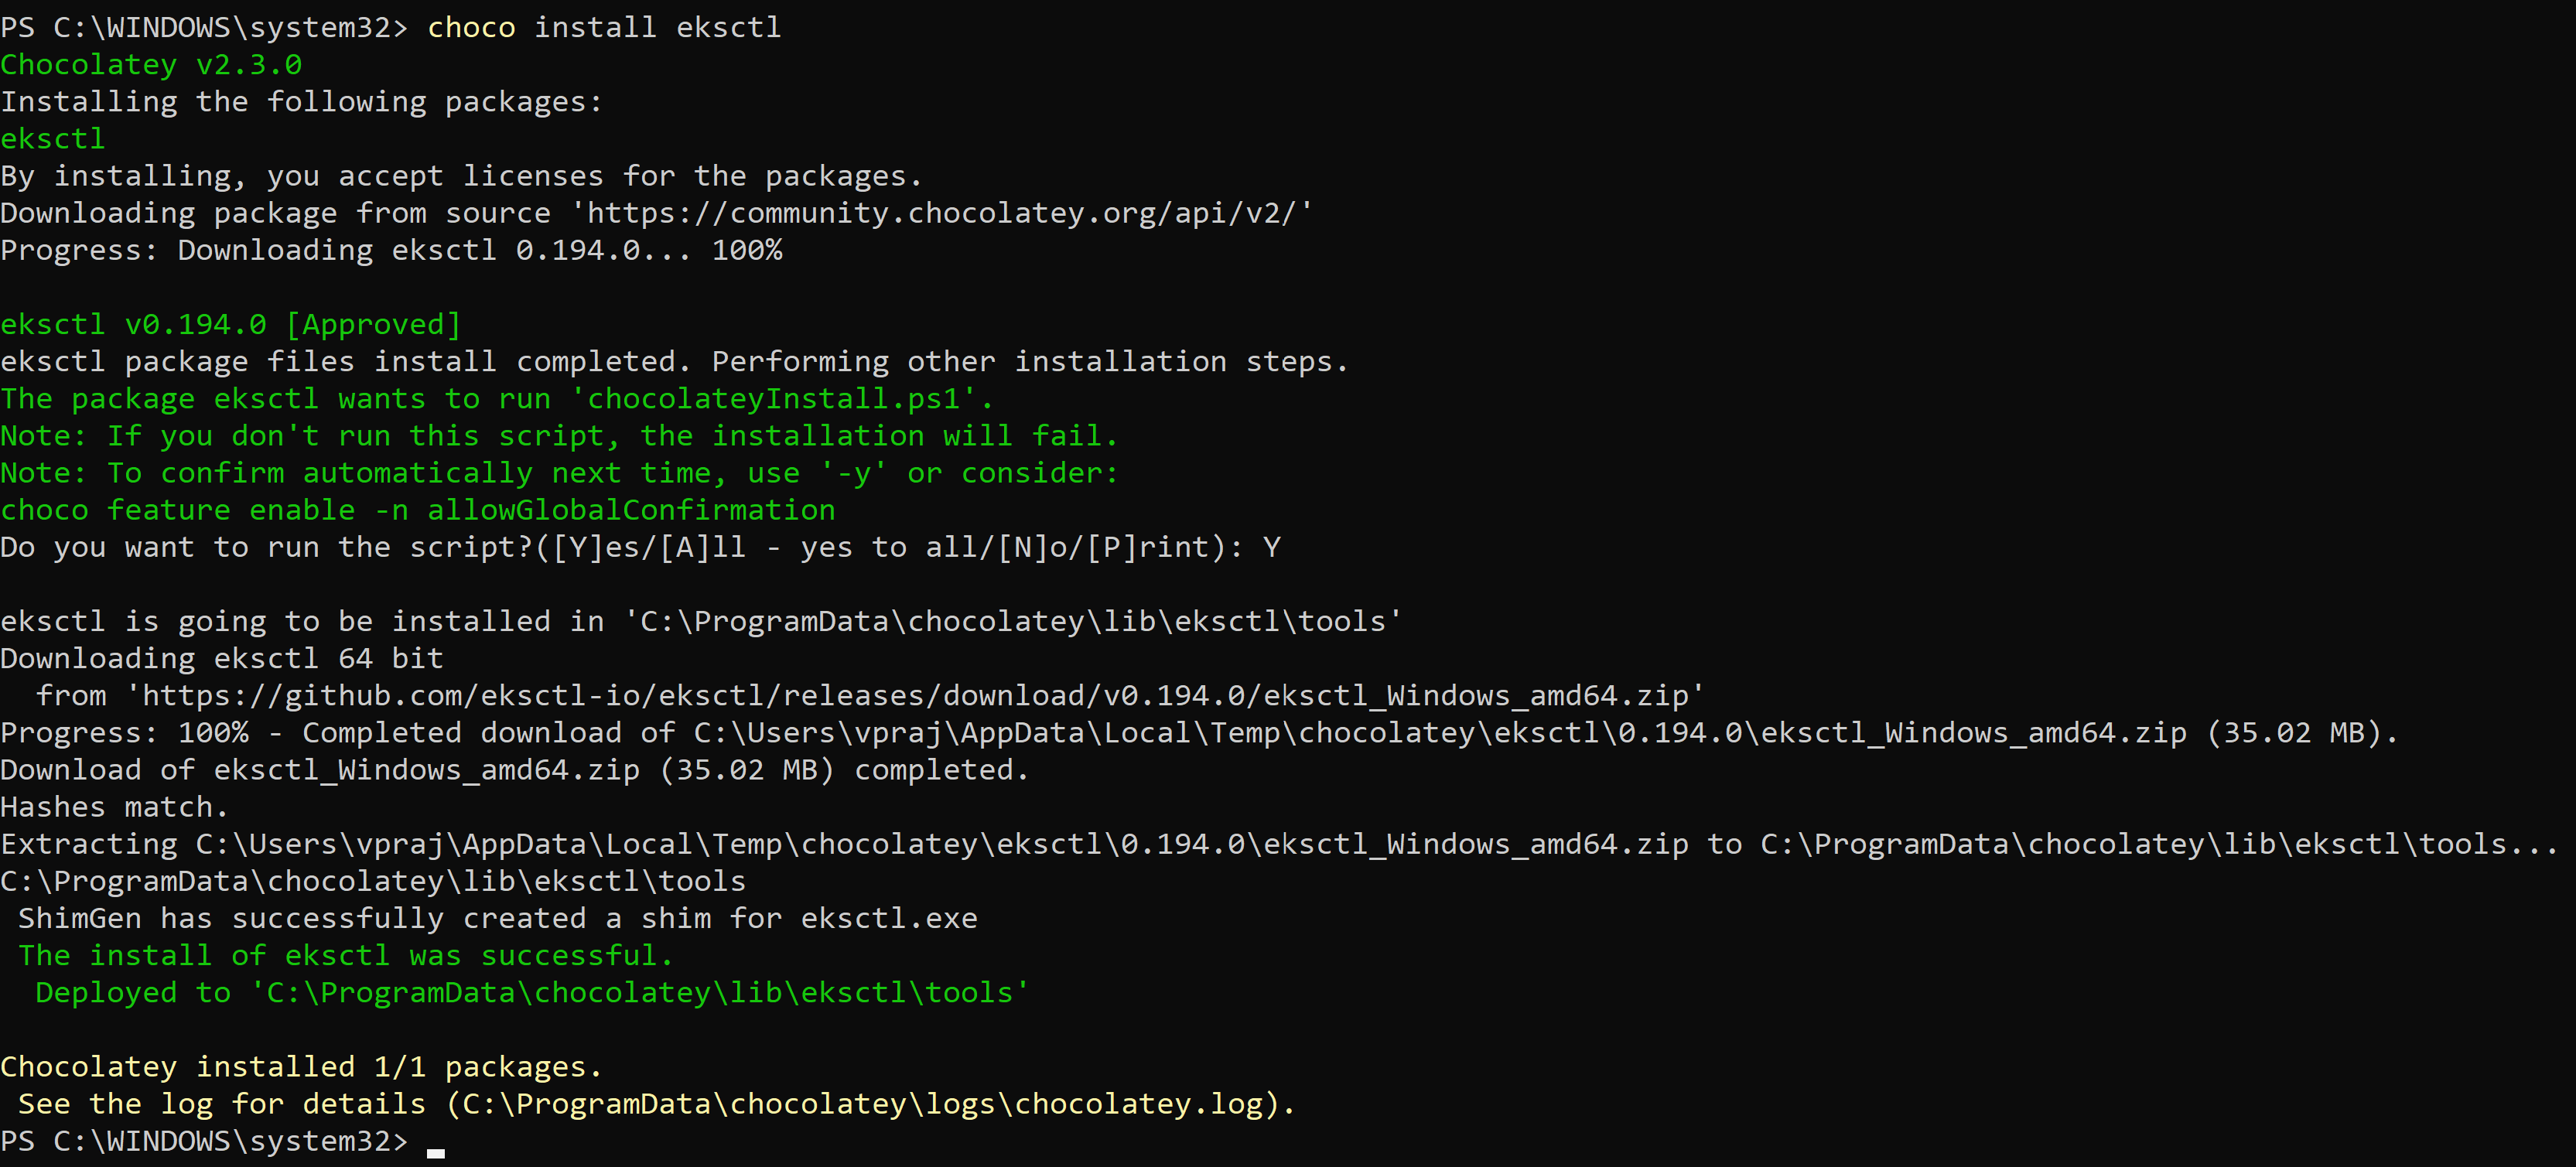 PS C:\WINDOWS\system32> choco install eksctl
Chocolatey v2.3.0
Installing the following packages:
eksctl
By installing, you accept licenses for the packages.
Downloading package from source 'https://community.chocolatey.org/api/v2/'
Progress: Downloading eksctl 0.194.0... 100%
eksctl v0.194.0 [Approved]
eksctl package files install completed. Performing other installation steps.
The package eksctl wants to run 'chocolateyInstall.ps1'.
Note: If you don't run this script, the installation will fail.
Note: To confirm automatically next time, use '-y' or consider:
choco feature enable -n allowGlobalConfirmation
Do you want to run the script?([Y]es/[A]ll - yes to all/[N]o/[P]rint): Y
eksctl is going to be installed in 'C:\ProgramData\chocolatey\lib\eksctl\tools'
Downloading eksctl 64 bit
  from 'https://github.com/eksctl-io/eksctl/releases/download/v0.194.0/eksctl_Windows_amd64.zip'
Progress: 100% - Completed download of C:\Users\vpraj\AppData\Local\Temp\chocolatey\eksctl\0.194.0\eksctl_Windows_amd64.zip (35.02 MB).
Download of eksctl_Windows_amd64.zip (35.02 MB) completed.
Hashes match.
Extracting C:\Users\vpraj\AppData\Local\Temp\chocolatey\eksctl\0.194.0\eksctl_Windows_amd64.zip to C:\ProgramData\chocolatey\lib\eksctl\tools...
C:\ProgramData\chocolatey\lib\eksctl\tools
 ShimGen has successfully created a shim for eksctl.exe
 The install of eksctl was successful.
  Deployed to 'C:\ProgramData\chocolatey\lib\eksctl\tools'
Chocolatey installed 1/1 packages.
 See the log for details (C:\ProgramData\chocolatey\logs\chocolatey.log).
PS C:\WINDOWS\system32>